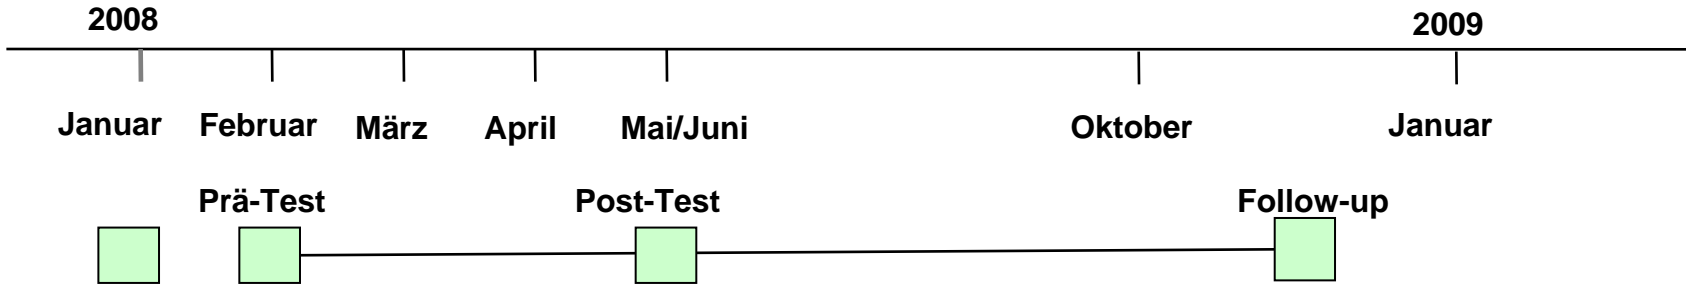 2008 2009
Januar Februar März April Mai/Juni Oktober Januar
Prä-Test Post-Test Follow-up